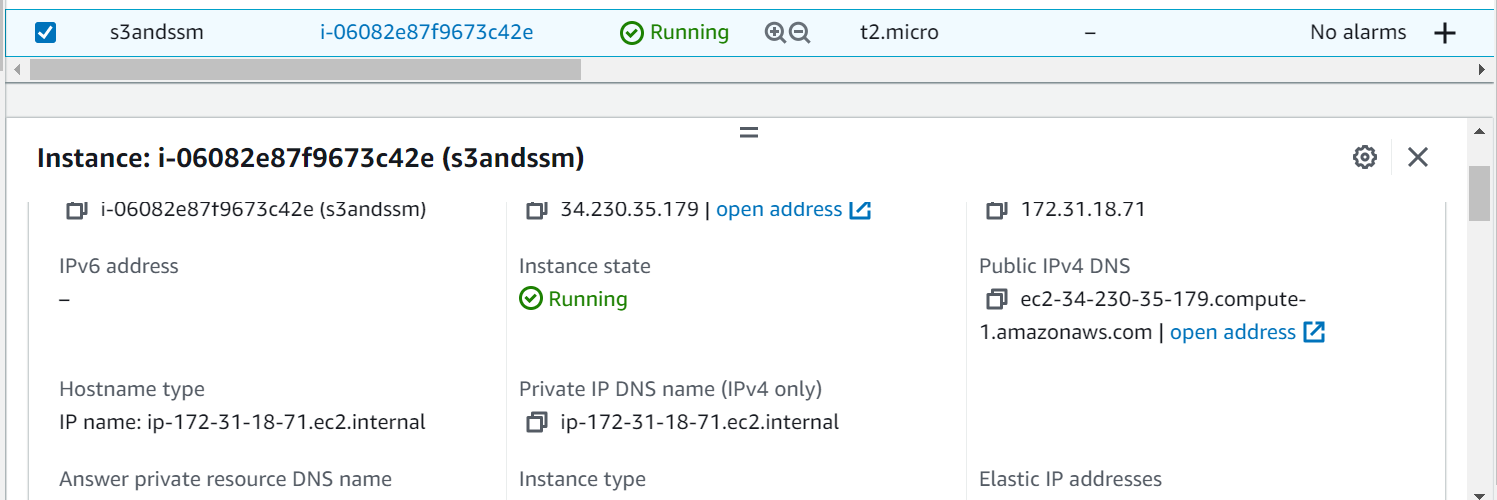 s3andssm i-06082e87f9673c42e Running t2.micro – No alarms +
Instance: i-06082e87f9673c42e (s3andssm)
i-06082e87f9673c42e (s3andssm) 34.230.35.179 | open address 172.31.18.71
IPv6 address Instance state Public IPv4 DNS
– Running ec2-34-230-35-179.compute-
1.amazonaws.com | open address
Hostname type Private IP DNS name (IPv4 only)
IP name: ip-172-31-18-71.ec2.internal ip-172-31-18-71.ec2.internal
Answer private resource DNS name Instance type Elastic IP addresses